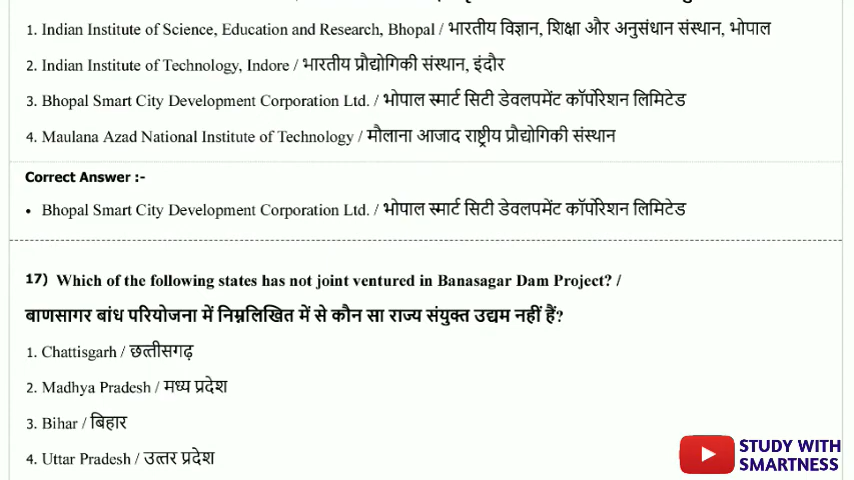 1. Indian Institute of Science, Education and Research, Bhopal / भारतीय विज्ञान, शिक्षा और अनुसंधान संस्थान, भोपाल
2. Indian Institute of Technology, Indore / भारतीय प्रौद्योगिकी संस्थान, इंदौर
3. Bhopal Smart City Development Corporation Ltd. / भोपाल स्मार्ट सिटी डेवलपमेंट कॉर्पोरेशन लिमिटेड
4. Maulana Azad National Institute of Technology / मौलाना आजाद राष्ट्रीय प्रौद्योगिकी संस्थान
Correct Answer :-
• Bhopal Smart City Development Corporation Ltd. / भोपाल स्मार्ट सिटी डेवलपमेंट कॉर्पोरेशन लिमिटेड
17) Which of the following states has not joint ventured in Banasagar Dam Project? /
बाणसागर बांध परियोजना में निम्नलिखित में से कौन सा राज्य संयुक्त उद्यम नहीं हैं?
1. Chattisgarh / छत्तीसगढ़
2. Madhya Pradesh / मध्य प्रदेश
3. Bihar / बिहार
4. Uttar Pradesh / उत्तर प्रदेश
STUDY WITH
SMARTNESS